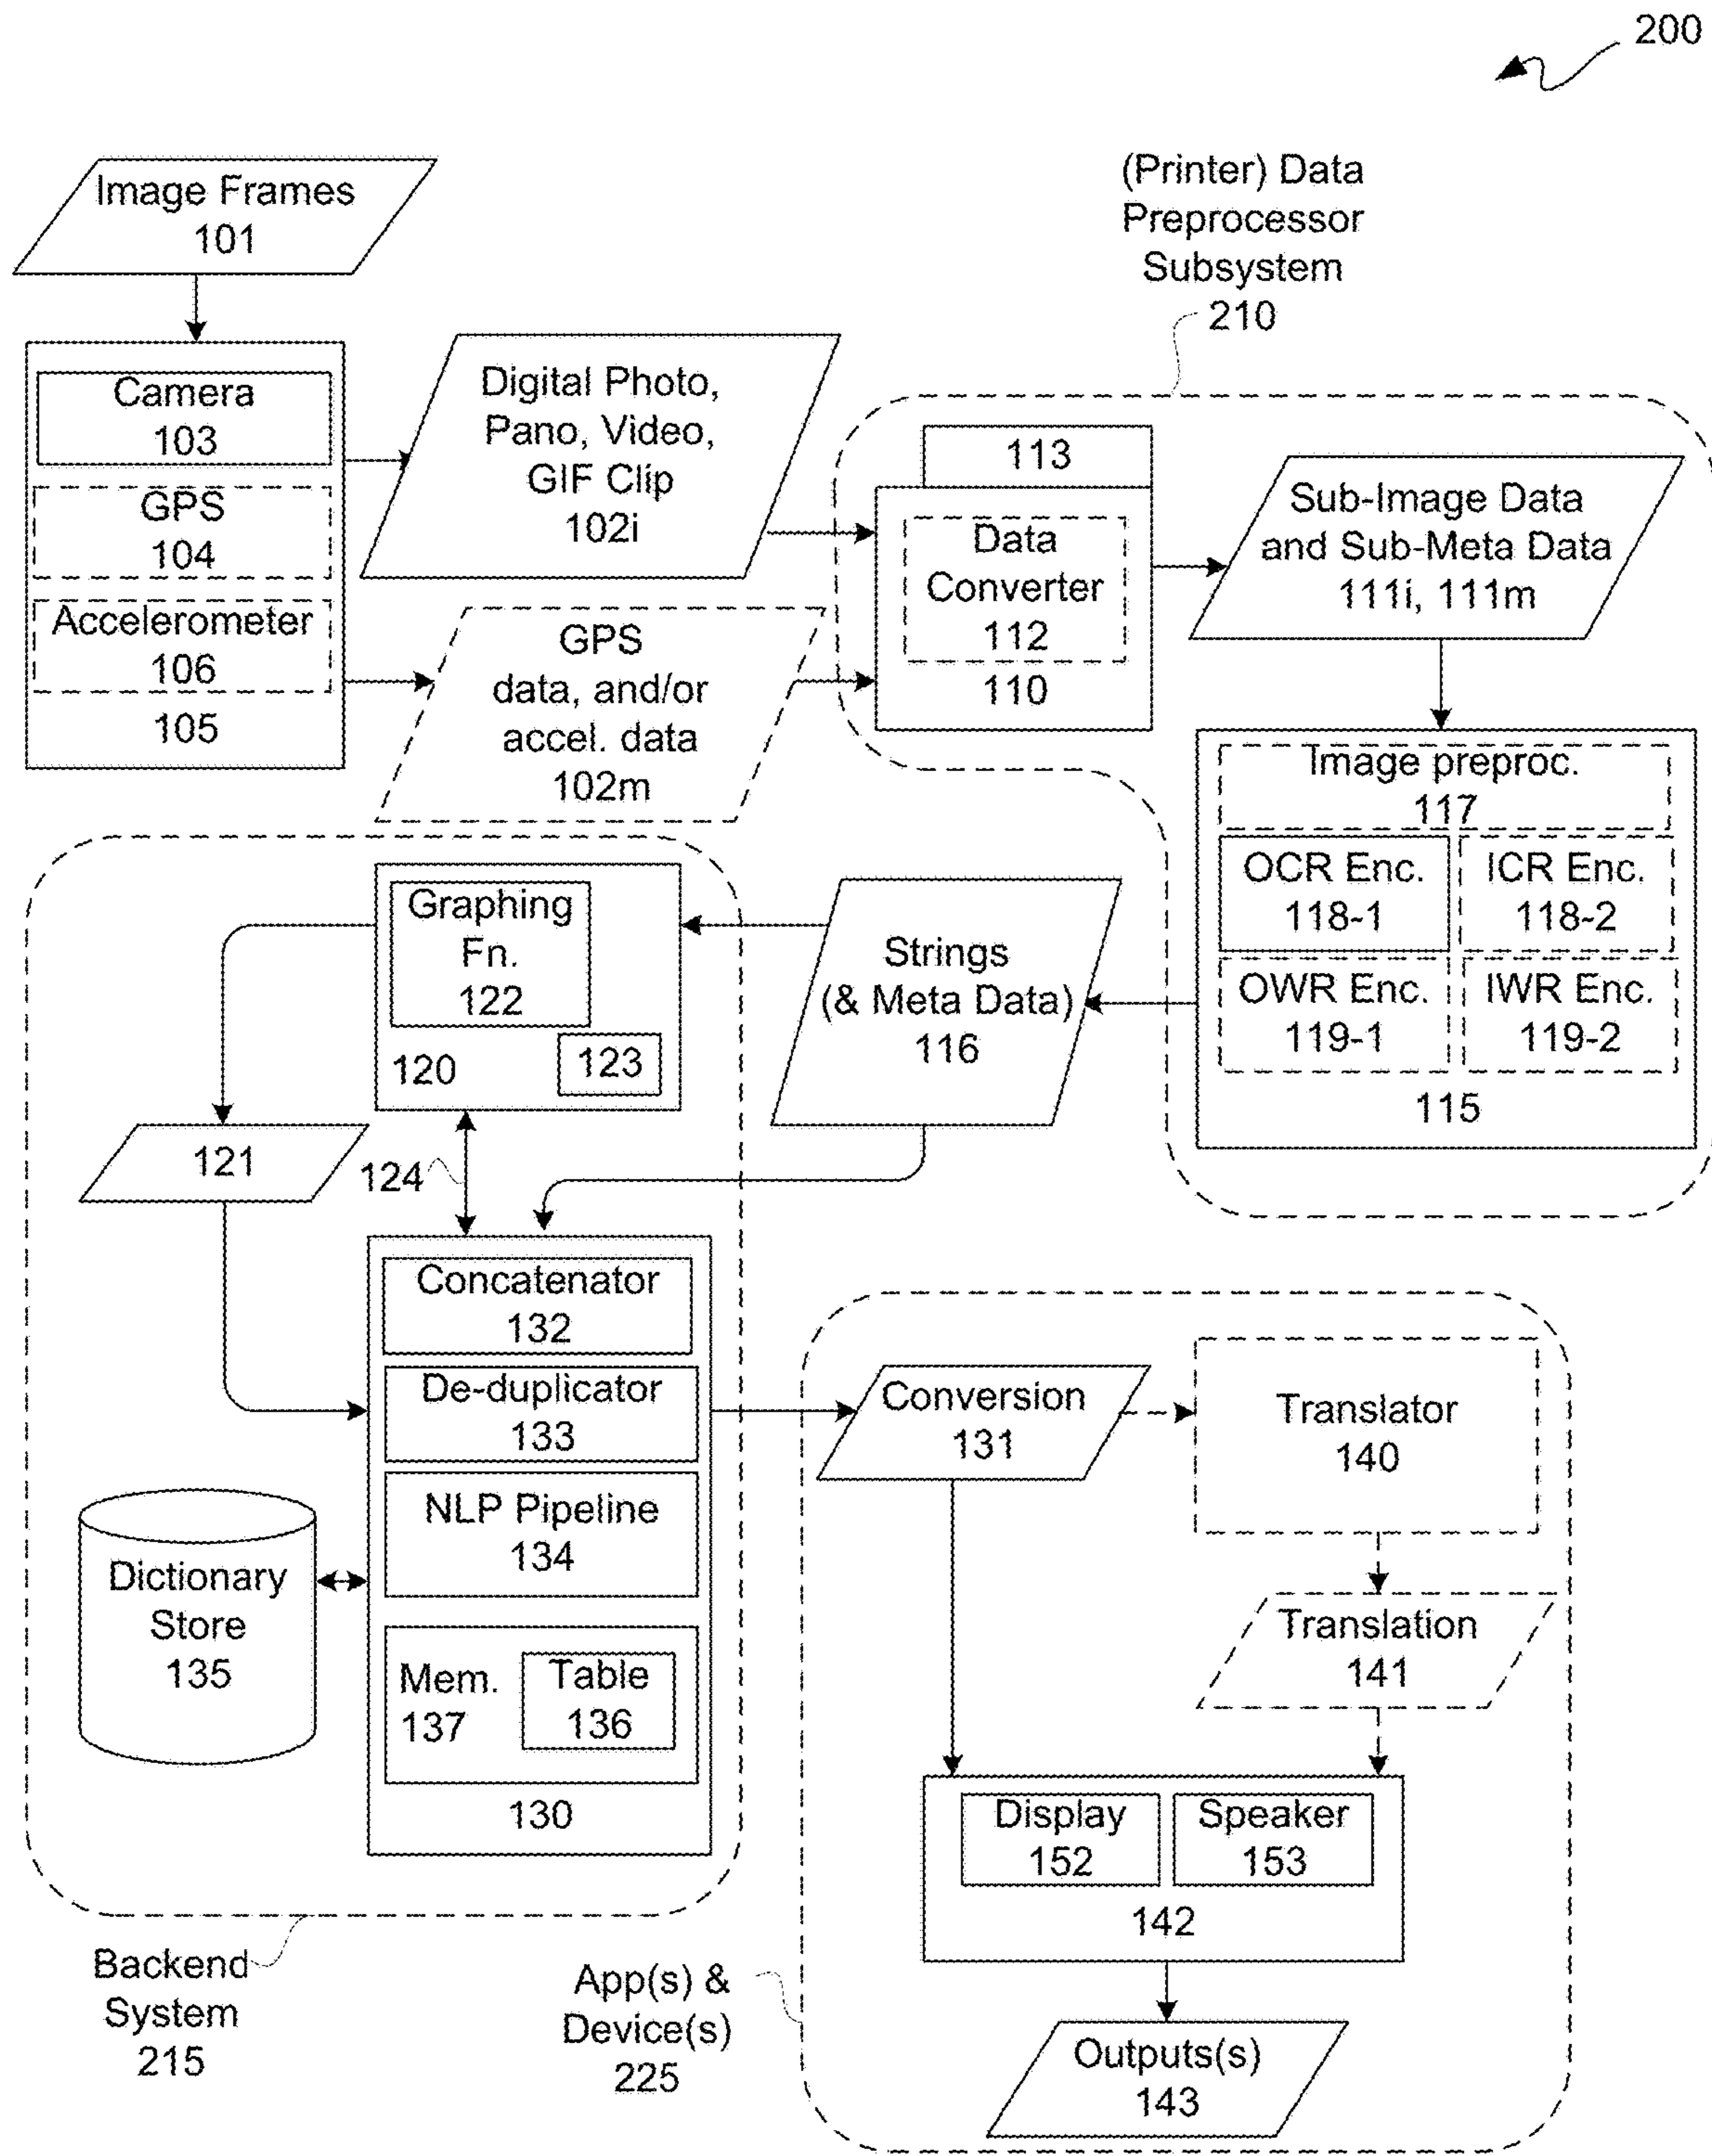 200
Image Frames
101
(Printer) Data
Preprocessor
Subsystem
210
Camera
103
GPS
104
Accelerometer
106
105
Digital Photo,
Pano, Video,
GIF Clip
102i
GPS
data, and/or
accel. data
102m
113
Data
Converter
112
110
Sub-Image Data
and Sub-Meta Data
111i, 111m
Image preproc.
117
OCR Enc.
118-1
ICR Enc.
118-2
OWR Enc.
119-1
IWR Enc.
119-2
115
Graphing
Fn.
122
123
120
Strings
(& Meta Data)
116
121
124
Concatenator
132
De-duplicator
133
NLP Pipeline
134
Mem.
137
Table
136
130
Dictionary
Store
135
Conversion
131
Translator
140
Translation
141
Display
152
Speaker
153
142
Outputs(s)
143
Backend
System
215
App(s) &
Device(s)
225